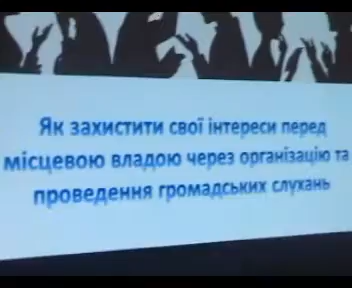 Як захистити свої інтереси перед
місцевою владою через організацію та
проведення громадських слухань